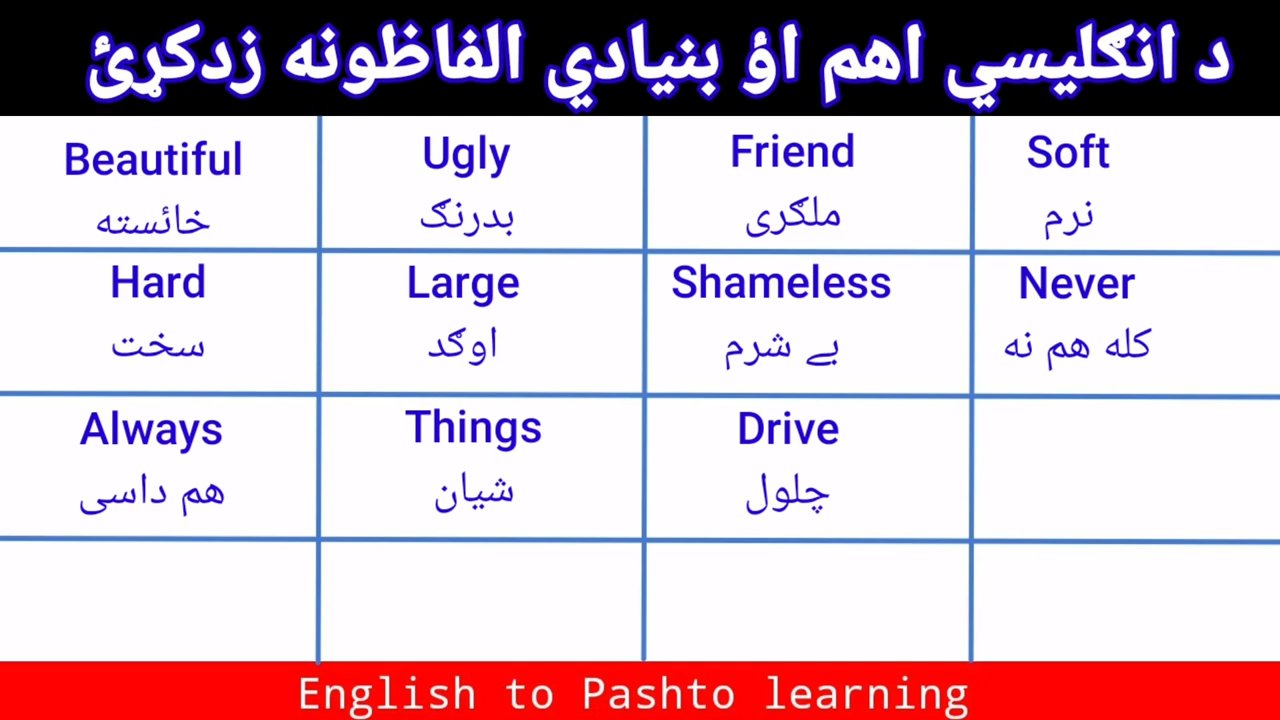 د انګلیسي اهم اؤ بنیادي الفاظونه زدکړئ
Beautiful
خائسته
Ugly
بدرنګ
Friend
ملګری
Soft
نرم
Hard
سخت
Large
اوګد
Shameless
بے شرم
Never
کله هم نه
Always
هم داسی
Things
شیان
Drive
چلول
English to Pashto learning